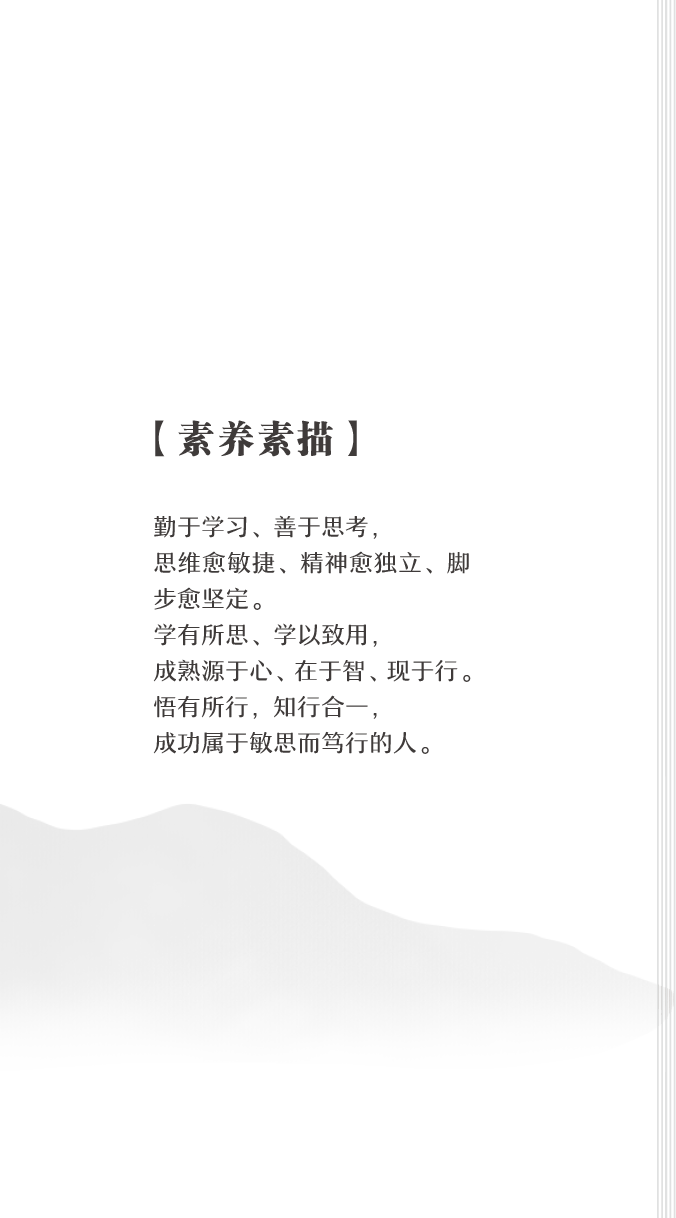 【素养素描】
勤于学习、善于思考，
思维愈敏捷、精神愈独立、脚
步愈坚定。
学有所思、学以致用，
成熟源于心、在于智、现于行。
悟有所行，知行合一，
成功属于敏思而笃行的人。